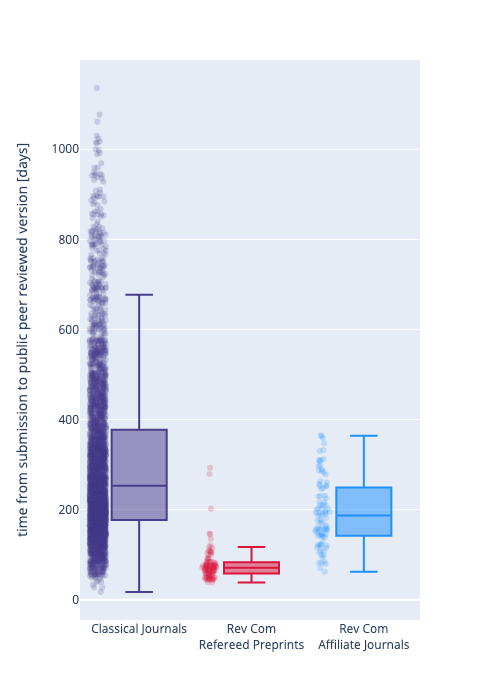 time from submission to public peer reviewed version [days]
1000
800
600
400
200
0
Classical Journals
Rev Com
Refereed Preprints
Rev Com
Affiliate Journals